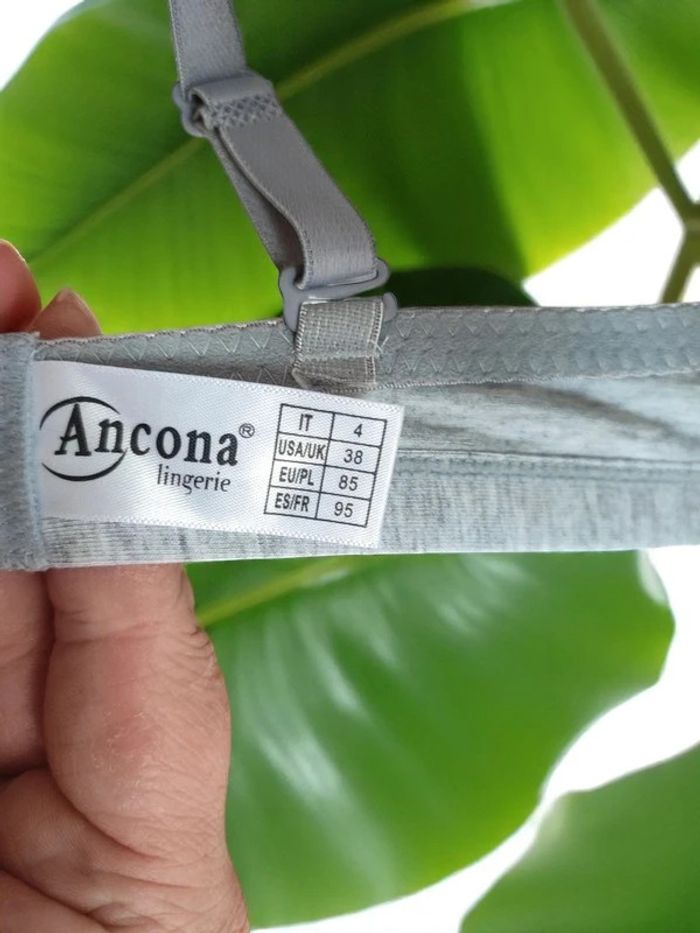 Ancona®
lingerie
IT 4
USA/UK 38
EU/PL 85
ES/FR 95